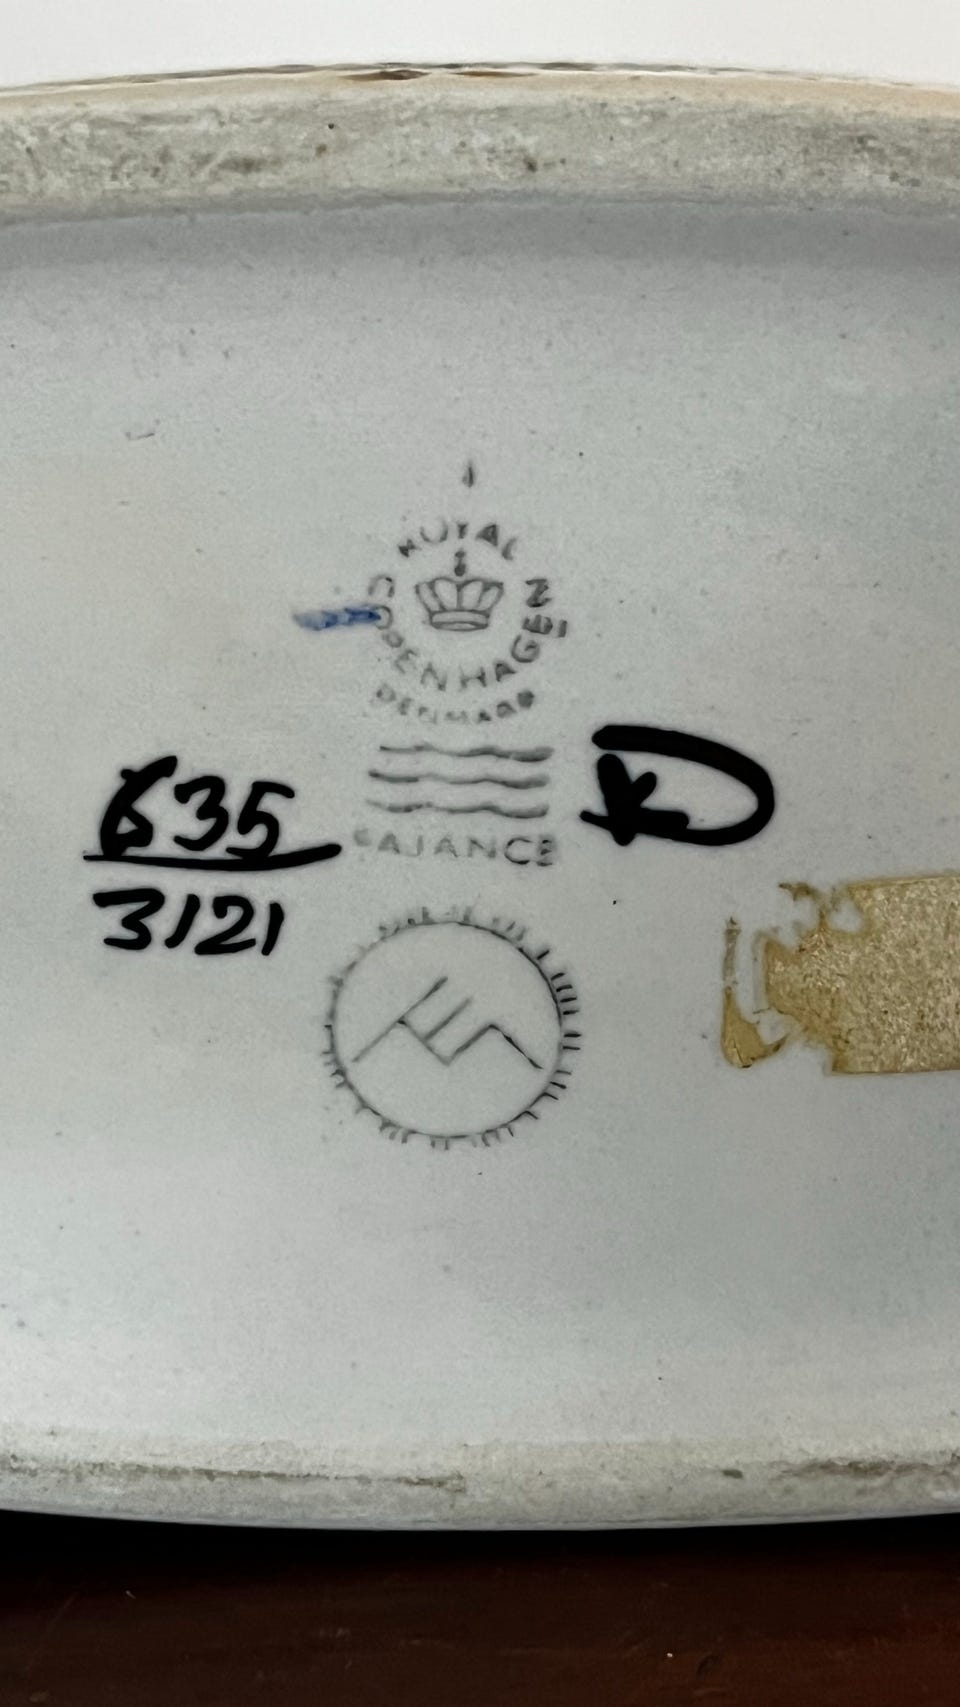 ROYAL COPENHAGEN
DENMARK
FAJANCE
635
3121